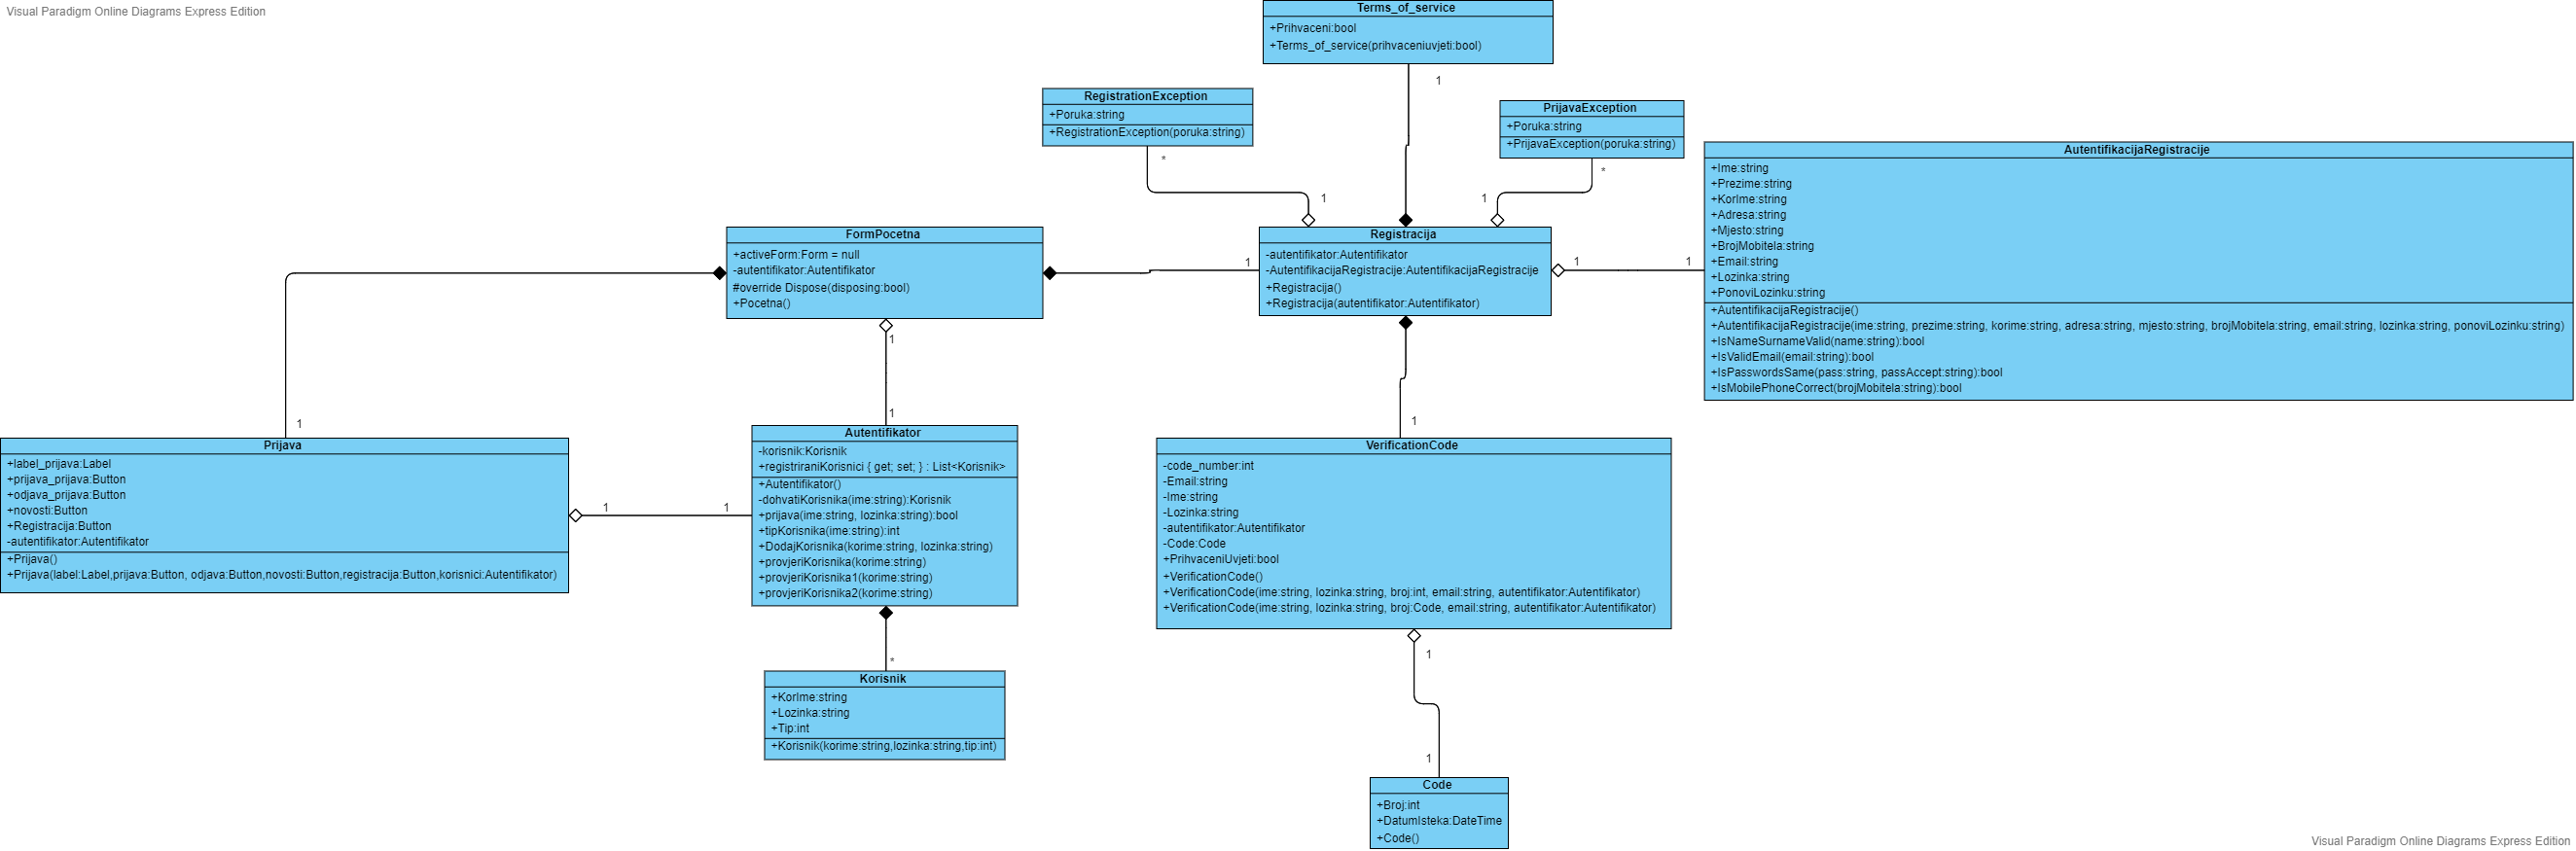 Visual Paradigm Online Diagrams Express Edition
Terms_of_service
+Prihvaceni:bool
+Terms_of_service(prihvaceniuvjeti:bool)
1
RegistrationException
+Poruka:string
+RegistrationException(poruka:string)
*
1
PrijavaException
+Poruka:string
+PrijavaException(poruka:string)
*
1
AutentifikacijaRegistracije
+Ime:string
+Prezime:string
+KorIme:string
+Adresa:string
+Mjesto:string
+BrojMobitela:string
+Email:string
+Lozinka:string
+PonoviLozinku:string
+AutentifikacijaRegistracije()
+AutentifikacijaRegistracije(ime:string, prezime:string, korime:string, adresa:string, mjesto:string, brojMobitela:string, email:string, lozinka:string, ponoviLozinku:string)
+IsNameSurnameValid(name:string):bool
+IsValidEmail(email:string):bool
+IsPasswordsSame(pass:string, passAccept:string):bool
+IsMobilePhoneCorrect(brojMobitela:string):bool
FormPocetna
+activeForm:Form = null
-autentifikator:Autentifikator
#override Dispose(disposing:bool)
+Pocetna()
1
Registracija
-autentifikator:Autentifikator
-AutentifikacijaRegistracije:AutentifikacijaRegistracije
+Registracija()
+Registracija(autentifikator:Autentifikator)
1
1
1
1
1
1
Prijava
+label_prijava:Label
+prijava_prijava:Button
+odjava_prijava:Button
+novosti:Button
+Registracija:Button
-autentifikator:Autentifikator
+Prijava()
+Prijava(label:Label,prijava:Button, odjava:Button,novosti:Button,registracija:Button,korisnici:Autentifikator)
1
1
Autentifikator
-korisnik:Korisnik
+registriraniKorisnici { get; set; } : List<Korisnik>
+Autentifikator()
-dohvatiKorisnika(ime:string):Korisnik
+prijava(ime:string, lozinka:string):bool
+tipKorisnika(ime:string):int
+DodajKorisnika(korime:string, lozinka:string)
+provjeriKorisnika(korime:string)
+provjeriKorisnika1(korime:string)
+provjeriKorisnika2(korime:string)
*
VerificationCode
-code_number:int
-Email:string
-Ime:string
-Lozinka:string
-autentifikator:Autentifikator
-Code:Code
+PrihvaceniUvjeti:bool
+VerificationCode()
+VerificationCode(ime:string, lozinka:string, broj:int, email:string, autentifikator:Autentifikator)
+VerificationCode(ime:string, lozinka:string, broj:Code, email:string, autentifikator:Autentifikator)
1
1
Korisnik
+KorIme:string
+Lozinka:string
+Tip:int
+Korisnik(korime:string,lozinka:string,tip:int)
Code
+Broj:int
+DatumIsteka:DateTime
+Code()
Visual Paradigm Online Diagrams Express Edition